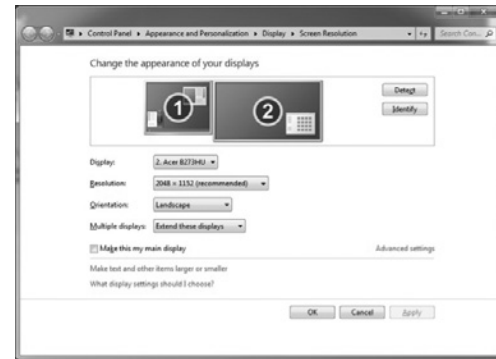 Control Panel ▸ Appearance and Personalization ▸ Display ▸ Screen Resolution
Search Con...
Change the appearance of your displays
1
2
Detect
Identify
Display: 2. Acer B273HU
Resolution: 2048 × 1152 (recommended)
Orientation: Landscape
Multiple displays: Extend these displays
Make this my main display
Advanced settings
Make text and other items larger or smaller
What display settings should I choose?
OK Cancel Apply